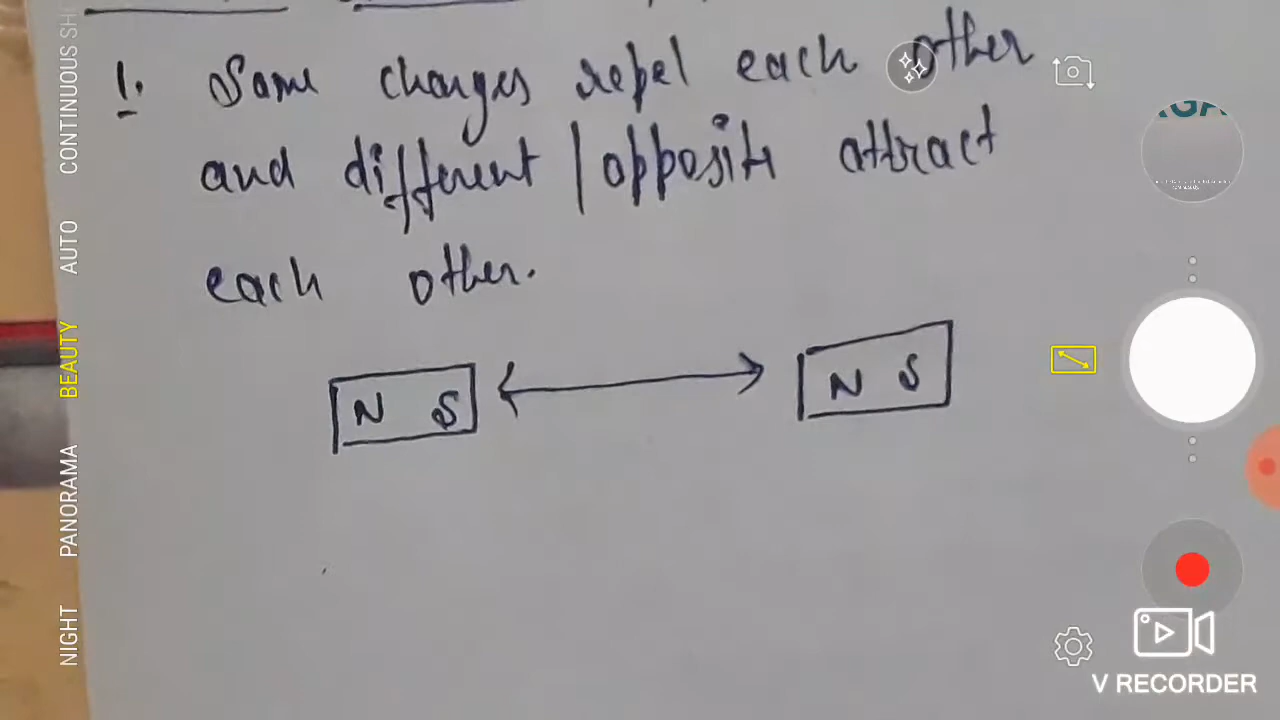 1. Same charges repel each other
and different / opposite attract
each other.
N S N S
CONTINUOUS SH
AUTO
BEAUTY
PANORAMA
NIGHT
V RECORDER